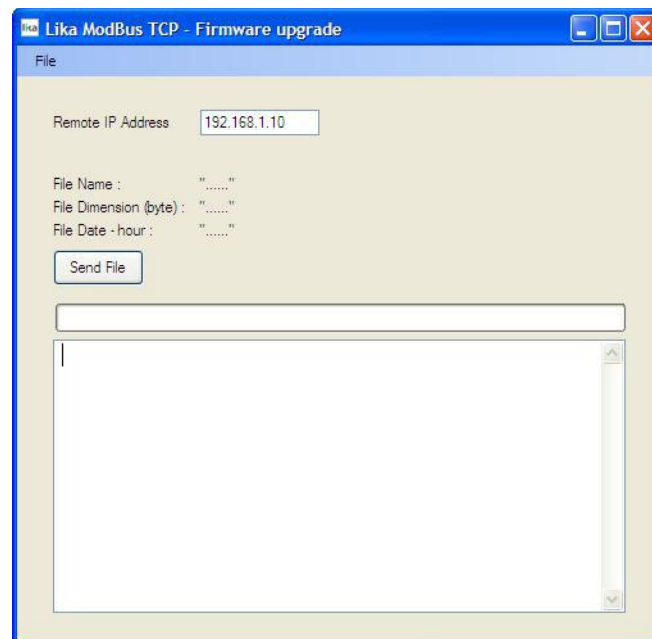 lika Lika ModBus TCP - Firmware upgrade
File
Remote IP Address 192.168.1.10
File Name : "......"
File Dimension (byte) : "......"
File Date - hour : "......"
Send File